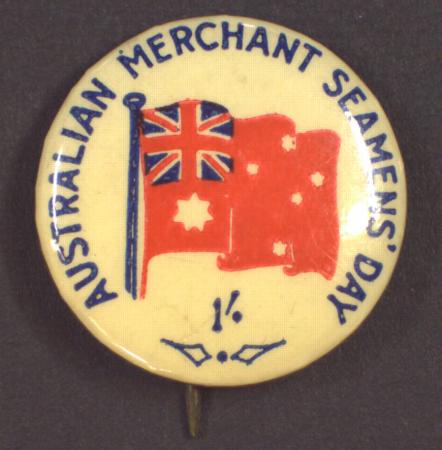 AUSTRALIAN MERCHANT SEAMENS' DAY
1/.